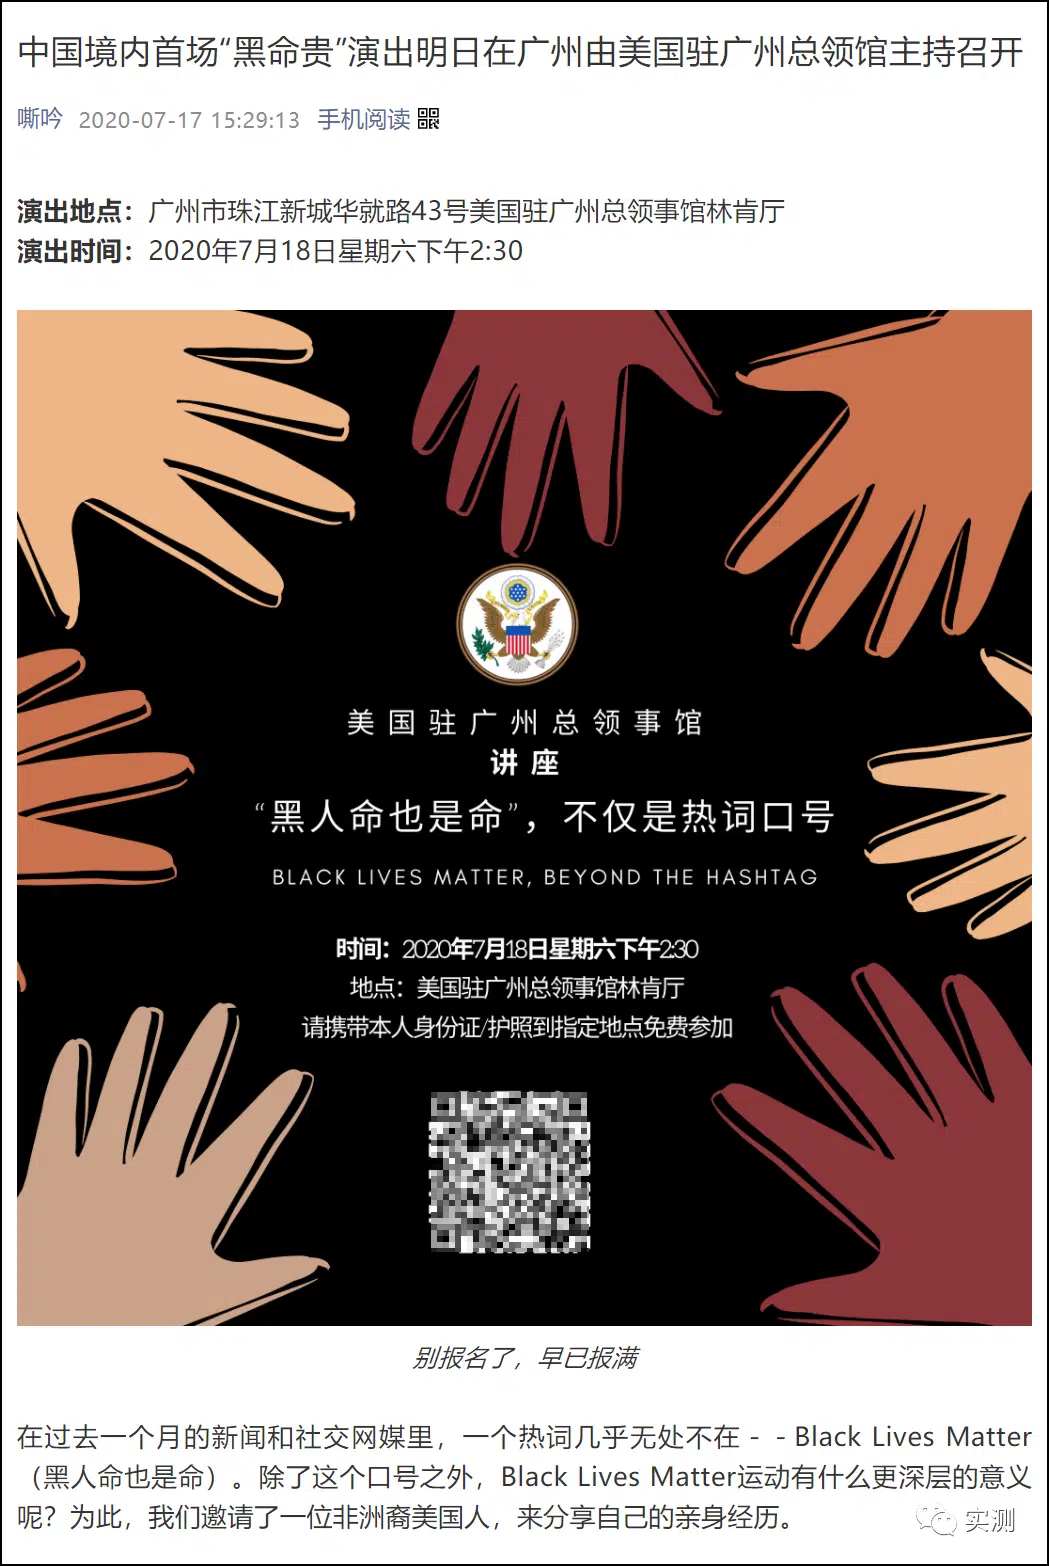 中国境内首场“黑命贵”演出明日在广州由美国驻广州总领馆主持召开
嘶吟 2020-07-17 15:29:13 手机阅读
演出地点：广州市珠江新城华就路43号美国驻广州总领事馆林肯厅
演出时间：2020年7月18日星期六下午2:30
美国驻广州总领事馆
讲座
“黑人命也是命”，不仅是热词口号
BLACK LIVES MATTER, BEYOND THE HASHTAG
时间：2020年7月18日星期六下午2:30
地点：美国驻广州总领事馆林肯厅
请携带本人身份证/护照到指定地点免费参加
别报名了，早已报满
在过去一个月的新闻和社交网媒里，一个热词几乎无处不在 - - Black Lives Matter
（黑人命也是命）。除了这个口号之外，Black Lives Matter运动有什么更深层的意义
呢？为此，我们邀请了一位非洲裔美国人，来分享自己的亲身经历。
实测